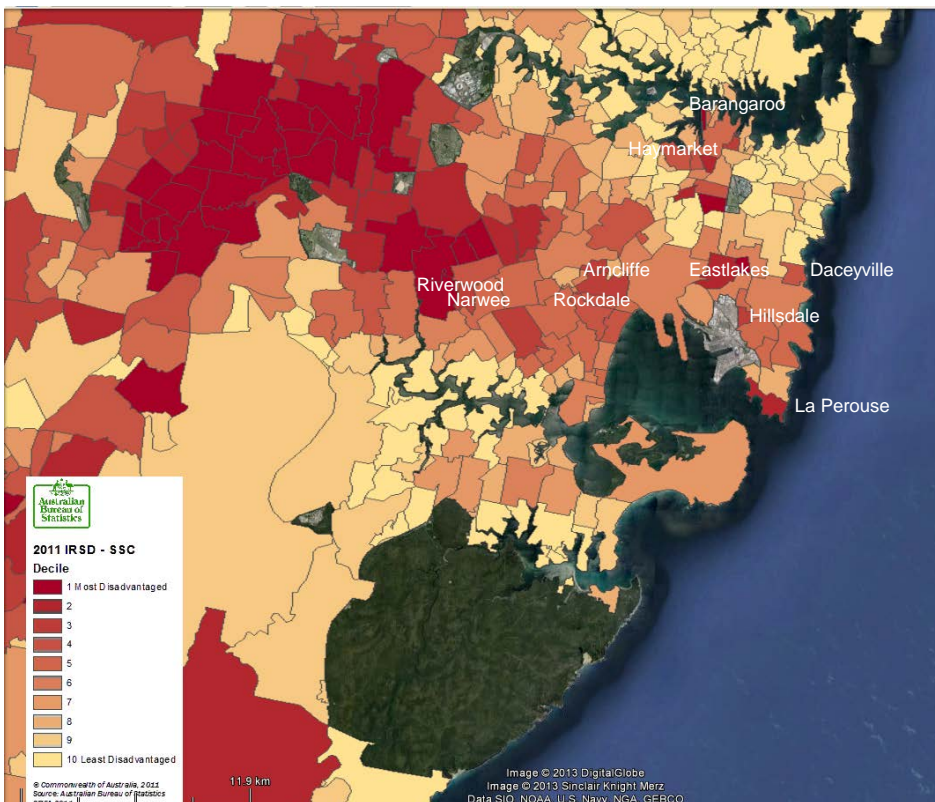 Barangaroo
Haymarket
Arncliffe
Eastlakes
Daceyville
Riverwood
Narwee
Rockdale
Hillsdale
La Perouse
Australian
Bureau of
Statistics
2011 IRSD - SSC
Decile
1 Most Disadvantaged
2
3
4
5
6
7
8
9
10 Least Disadvantaged
© Commonwealth of Australia, 2011
Source: Australian Bureau of Statistics
11.9 km
Image © 2013 DigitalGlobe
Image © 2013 Sinclair Knight Merz
Data SIO, NOAA, U.S. Navy, NGA, GEBCO